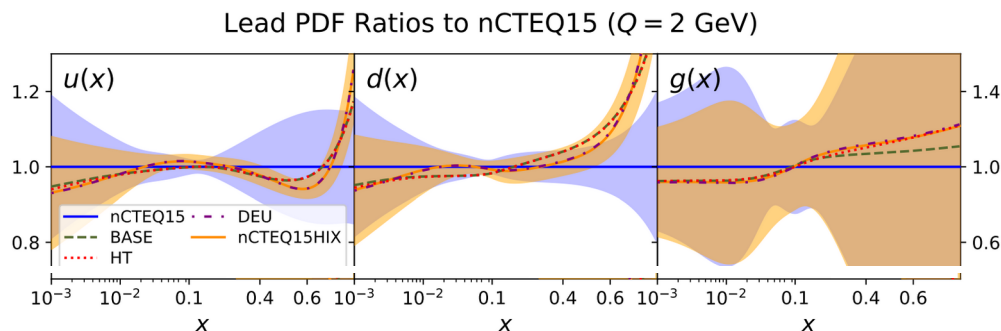 Lead PDF Ratios to nCTEQ15 (Q = 2 GeV)
u(x) d(x) g(x)
1.2 1.4
1.0 1.0
0.8 0.6
nCTEQ15 DEU
BASE nCTEQ15HIX
HT
10⁻³ 10⁻² 0.1 0.4 0.6 10⁻³ 10⁻² 0.1 0.4 0.6 10⁻³ 10⁻² 0.1 0.4 0.6
x x x